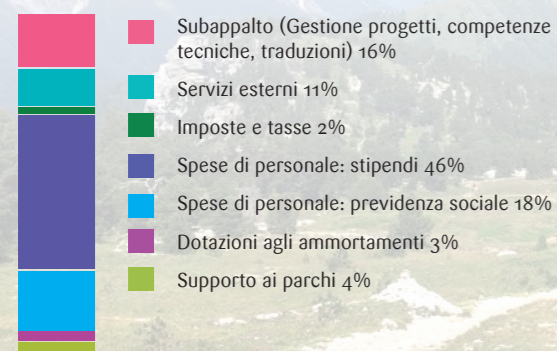 Subappalto (Gestione progetti, competenze
tecniche, traduzioni) 16%
Servizi esterni 11%
Imposte e tasse 2%
Spese di personale: stipendi 46%
Spese di personale: previdenza sociale 18%
Dotazioni agli ammortamenti 3%
Supporto ai parchi 4%